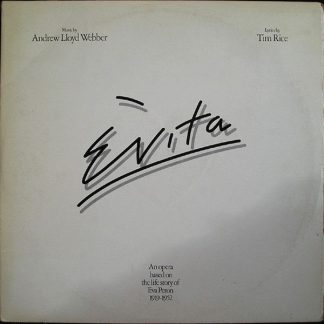 Music by
Andrew Lloyd Webber
Lyrics by
Tim Rice
Evita
An opera
based on
the life story of
Eva Peron
1919-1952